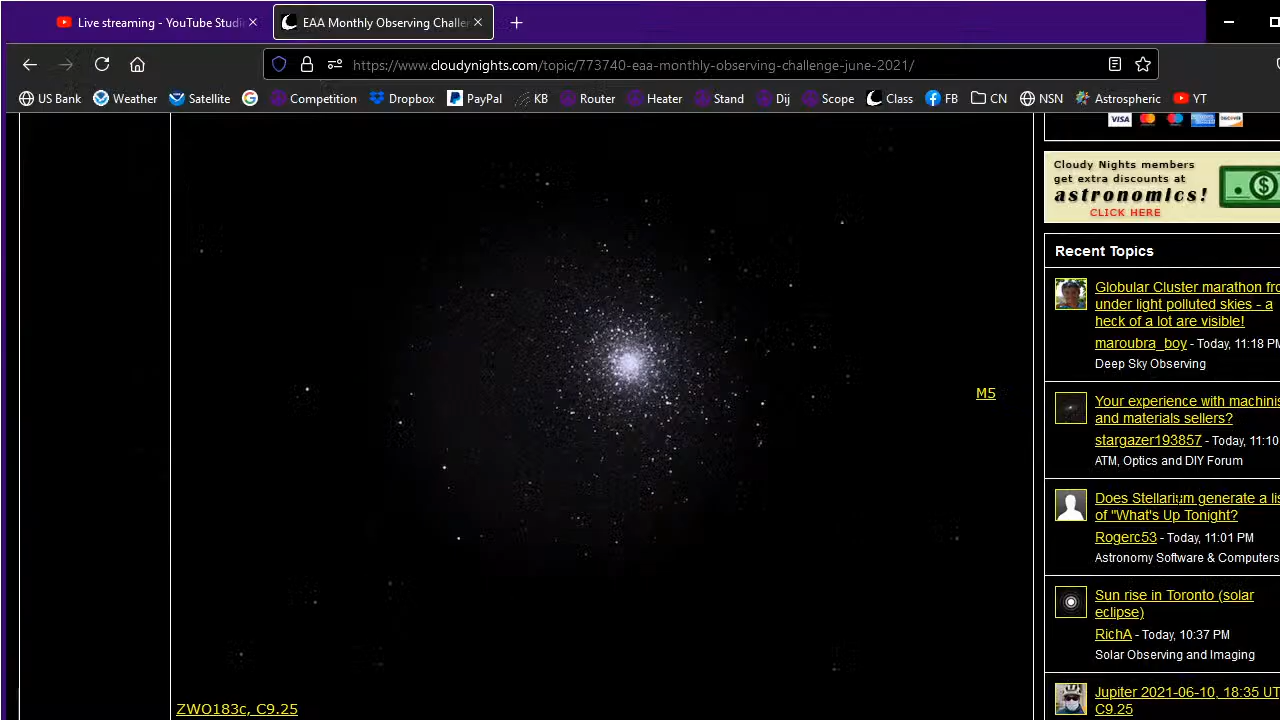 Live streaming - YouTube Studi
EAA Monthly Observing Challen
https://www.cloudynights.com/topic/773740-eaa-monthly-observing-challenge-june-2021/
US Bank Weather Satellite Competition Dropbox PayPal KB Router Heater Stand Dij Scope Class FB CN NSN Astrospheric YT
VISA
DISCOVER
Cloudy Nights members
get extra discounts at
astronomics!
CLICK HERE
Recent Topics
Globular Cluster marathon fro
under light polluted skies - a
heck of a lot are visible!
maroubra_boy - Today, 11:18 PM
Deep Sky Observing
M5
Your experience with machinis
and materials sellers?
stargazer193857 - Today, 11:10
ATM, Optics and DIY Forum
Does Stellarium generate a lis
of "What's Up Tonight?
Rogerc53 - Today, 11:01 PM
Astronomy Software & Computers
Sun rise in Toronto (solar
eclipse)
RichA - Today, 10:37 PM
Solar Observing and Imaging
Jupiter 2021-06-10, 18:35 UT
C9.25
ZWO183c, C9.25